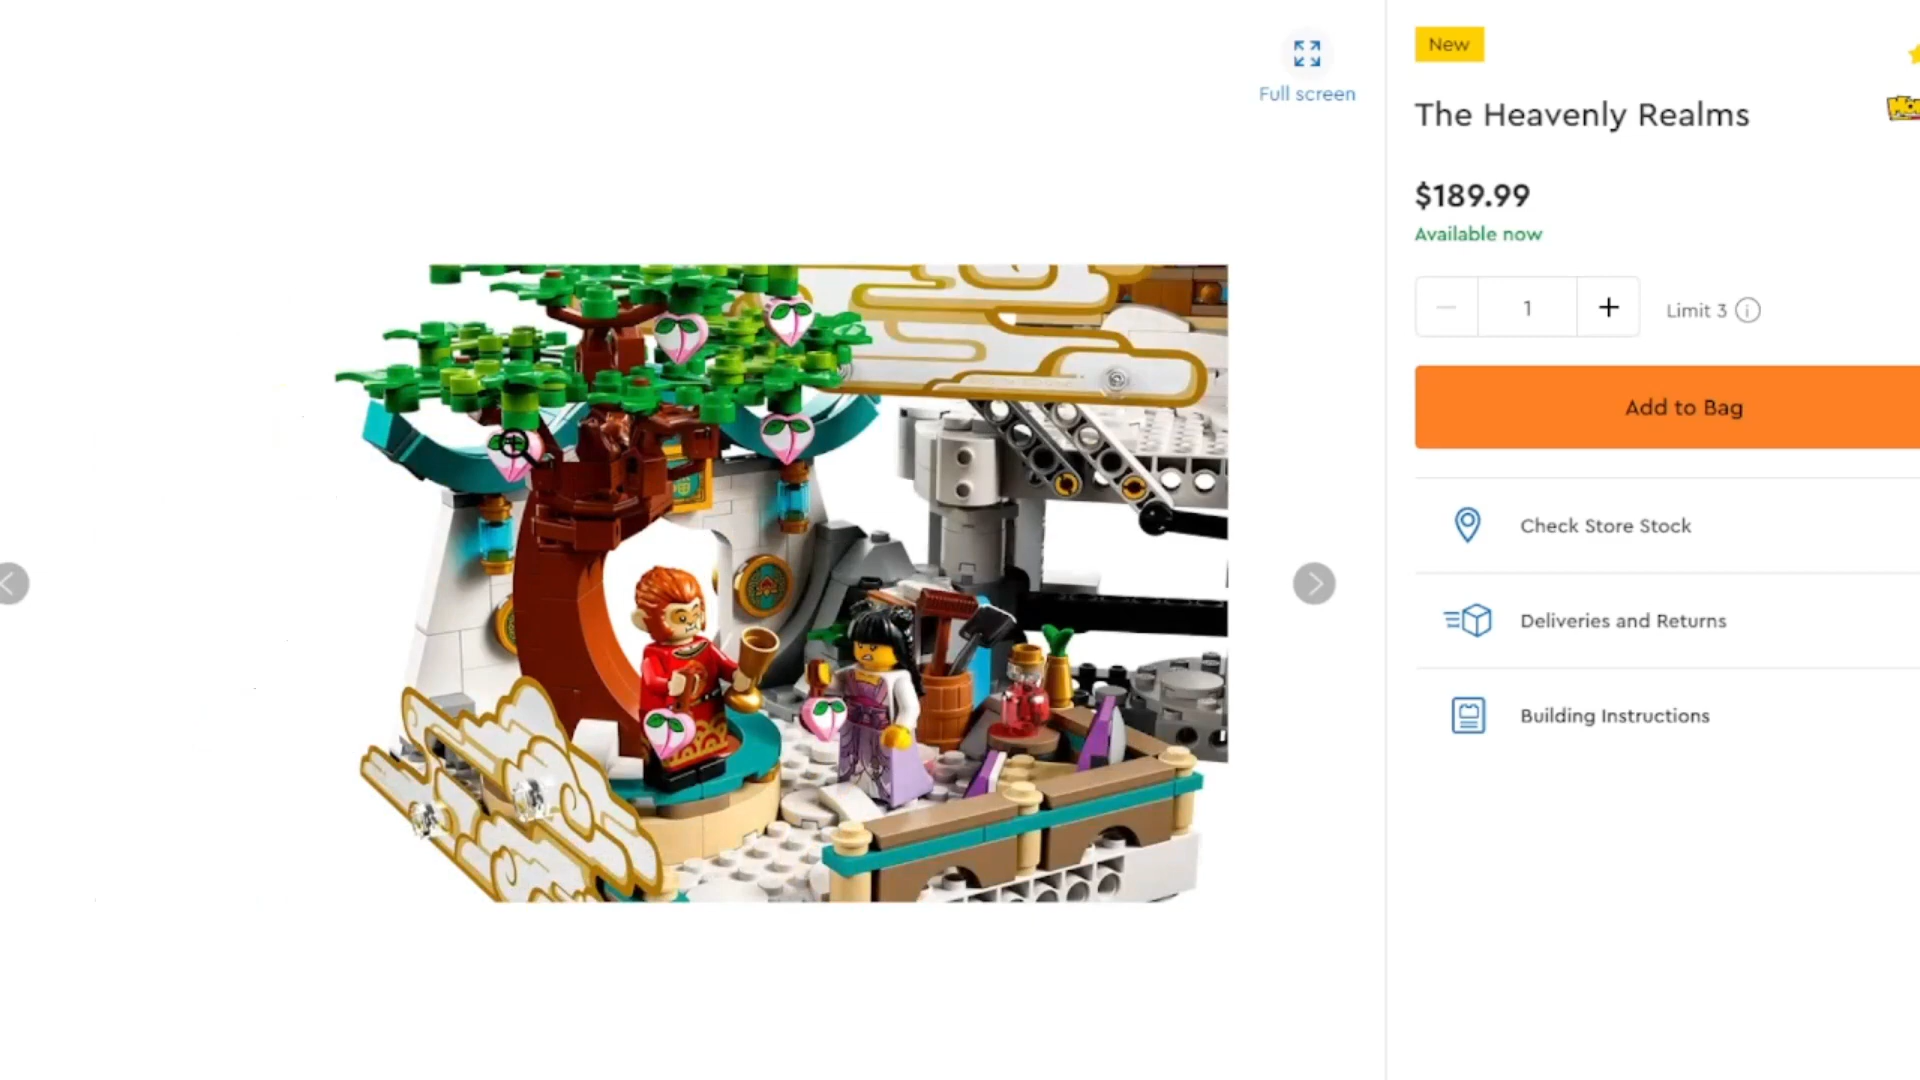 Full screen
New
The Heavenly Realms
$189.99
Available now
1
Limit 3
Add to Bag
Check Store Stock
Deliveries and Returns
Building Instructions